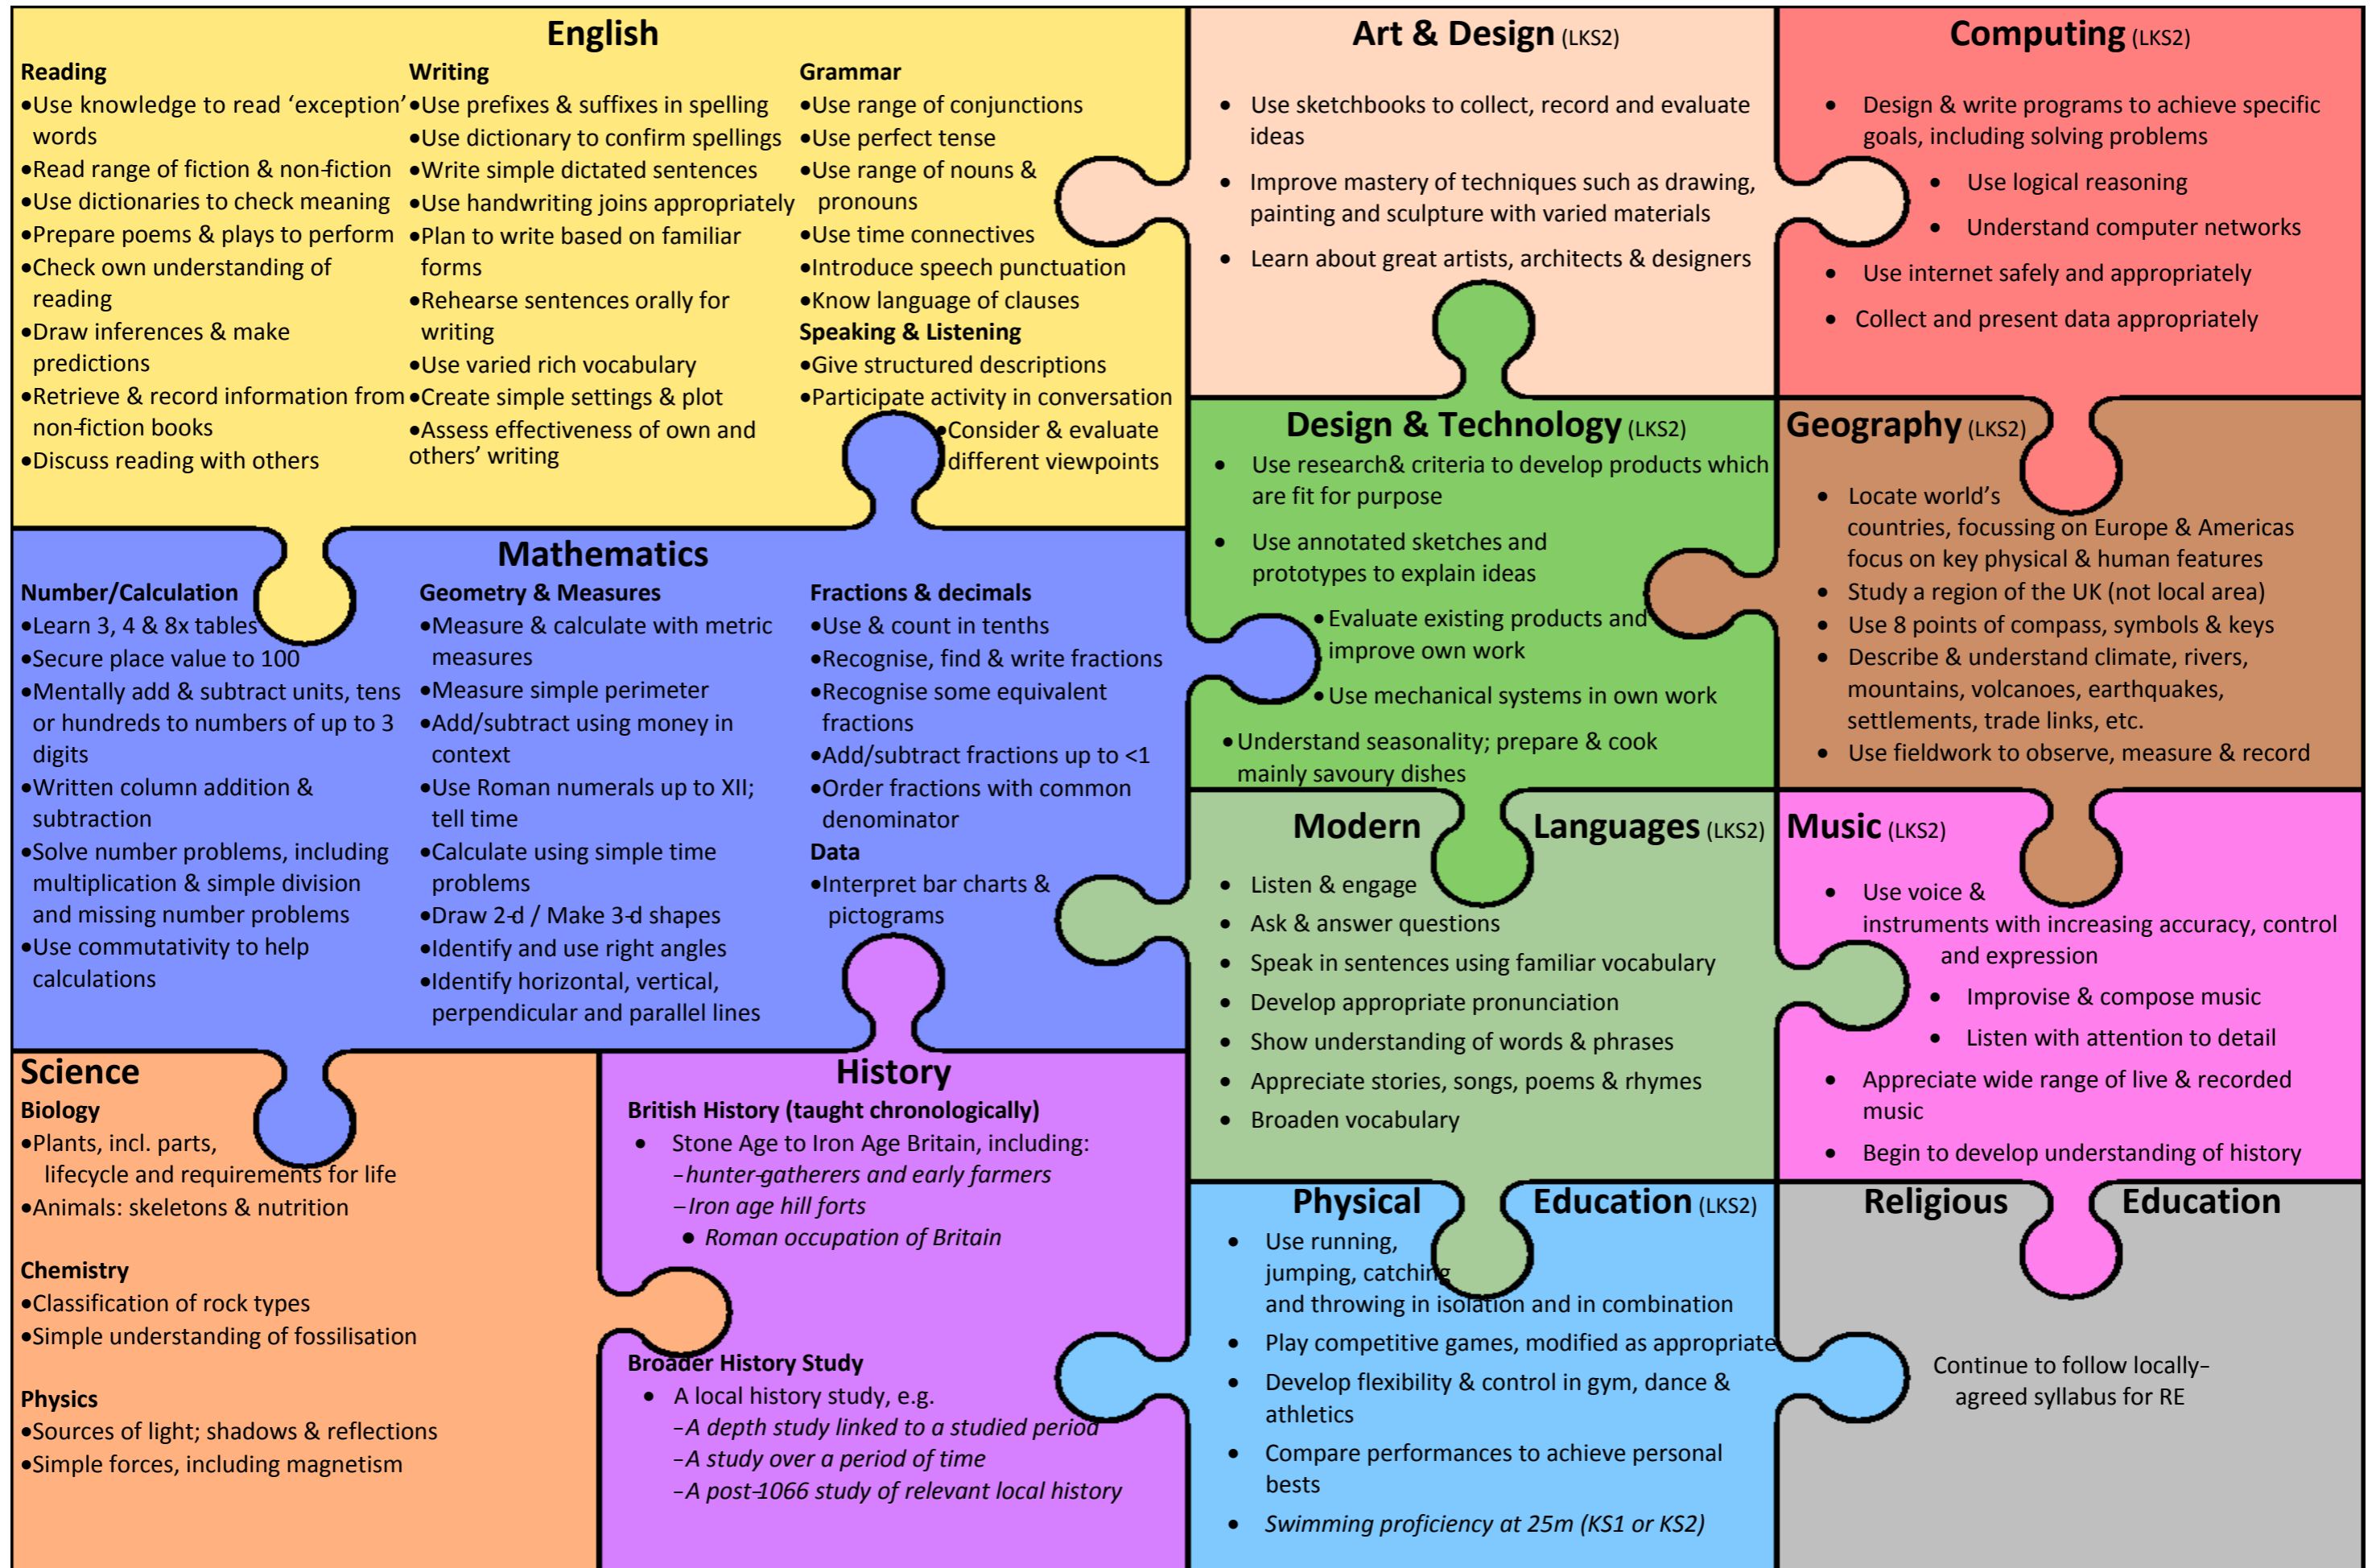 English
Reading
•Use knowledge to read ‘exception’
words
•Read range of fiction & non-fiction
•Use dictionaries to check meaning
•Prepare poems & plays to perform
•Check own understanding of
reading
•Draw inferences & make
predictions
•Retrieve & record information from
non-fiction books
•Discuss reading with others
Writing
•Use prefixes & suffixes in spelling
•Use dictionary to confirm spellings
•Write simple dictated sentences
•Use handwriting joins appropriately
•Plan to write based on familiar
forms
•Rehearse sentences orally for
writing
•Use varied rich vocabulary
•Create simple settings & plot
•Assess effectiveness of own and
others’ writing
Grammar
•Use range of conjunctions
•Use perfect tense
•Use range of nouns &
pronouns
•Use time connectives
•Introduce speech punctuation
•Know language of clauses
Speaking & Listening
•Give structured descriptions
•Participate activity in conversation
•Consider & evaluate
different viewpoints
Art & Design (LKS2)
• Use sketchbooks to collect, record and evaluate
ideas
• Improve mastery of techniques such as drawing,
painting and sculpture with varied materials
• Learn about great artists, architects & designers
Computing (LKS2)
• Design & write programs to achieve specific
goals, including solving problems
• Use logical reasoning
• Understand computer networks
• Use internet safely and appropriately
• Collect and present data appropriately
Mathematics
Number/Calculation
•Learn 3, 4 & 8x tables
•Secure place value to 100
•Mentally add & subtract units, tens
or hundreds to numbers of up to 3
digits
•Written column addition &
subtraction
•Solve number problems, including
multiplication & simple division
and missing number problems
•Use commutativity to help
calculations
Geometry & Measures
•Measure & calculate with metric
measures
•Measure simple perimeter
•Add/subtract using money in
context
•Use Roman numerals up to XII;
tell time
•Calculate using simple time
problems
•Draw 2-d / Make 3-d shapes
•Identify and use right angles
•Identify horizontal, vertical,
perpendicular and parallel lines
Fractions & decimals
•Use & count in tenths
•Recognise, find & write fractions
•Recognise some equivalent
fractions
•Add/subtract fractions up to <1
•Order fractions with common
denominator
Data
•Interpret bar charts &
pictograms
Design & Technology (LKS2)
• Use research& criteria to develop products which
are fit for purpose
• Use annotated sketches and
prototypes to explain ideas
•Evaluate existing products and
improve own work
•Use mechanical systems in own work
•Understand seasonality; prepare & cook
mainly savoury dishes
Geography (LKS2)
• Locate world’s
countries, focussing on Europe & Americas
focus on key physical & human features
• Study a region of the UK (not local area)
• Use 8 points of compass, symbols & keys
• Describe & understand climate, rivers,
mountains, volcanoes, earthquakes,
settlements, trade links, etc.
• Use fieldwork to observe, measure & record
Modern Languages (LKS2)
• Listen & engage
• Ask & answer questions
• Speak in sentences using familiar vocabulary
• Develop appropriate pronunciation
• Show understanding of words & phrases
• Appreciate stories, songs, poems & rhymes
• Broaden vocabulary
Music (LKS2)
• Use voice &
instruments with increasing accuracy, control
and expression
• Improvise & compose music
• Listen with attention to detail
• Appreciate wide range of live & recorded
music
• Begin to develop understanding of history
Science
Biology
•Plants, incl. parts,
lifecycle and requirements for life
•Animals: skeletons & nutrition
Chemistry
•Classification of rock types
•Simple understanding of fossilisation
Physics
•Sources of light; shadows & reflections
•Simple forces, including magnetism
History
British History (taught chronologically)
• Stone Age to Iron Age Britain, including:
–hunter-gatherers and early farmers
–Iron age hill forts
• Roman occupation of Britain
Broader History Study
• A local history study, e.g.
–A depth study linked to a studied period
–A study over a period of time
–A post-1066 study of relevant local history
Physical Education (LKS2)
• Use running,
jumping, catching
and throwing in isolation and in combination
• Play competitive games, modified as appropriate
• Develop flexibility & control in gym, dance &
athletics
• Compare performances to achieve personal
bests
• Swimming proficiency at 25m (KS1 or KS2)
Religious Education
Continue to follow locally-
agreed syllabus for RE